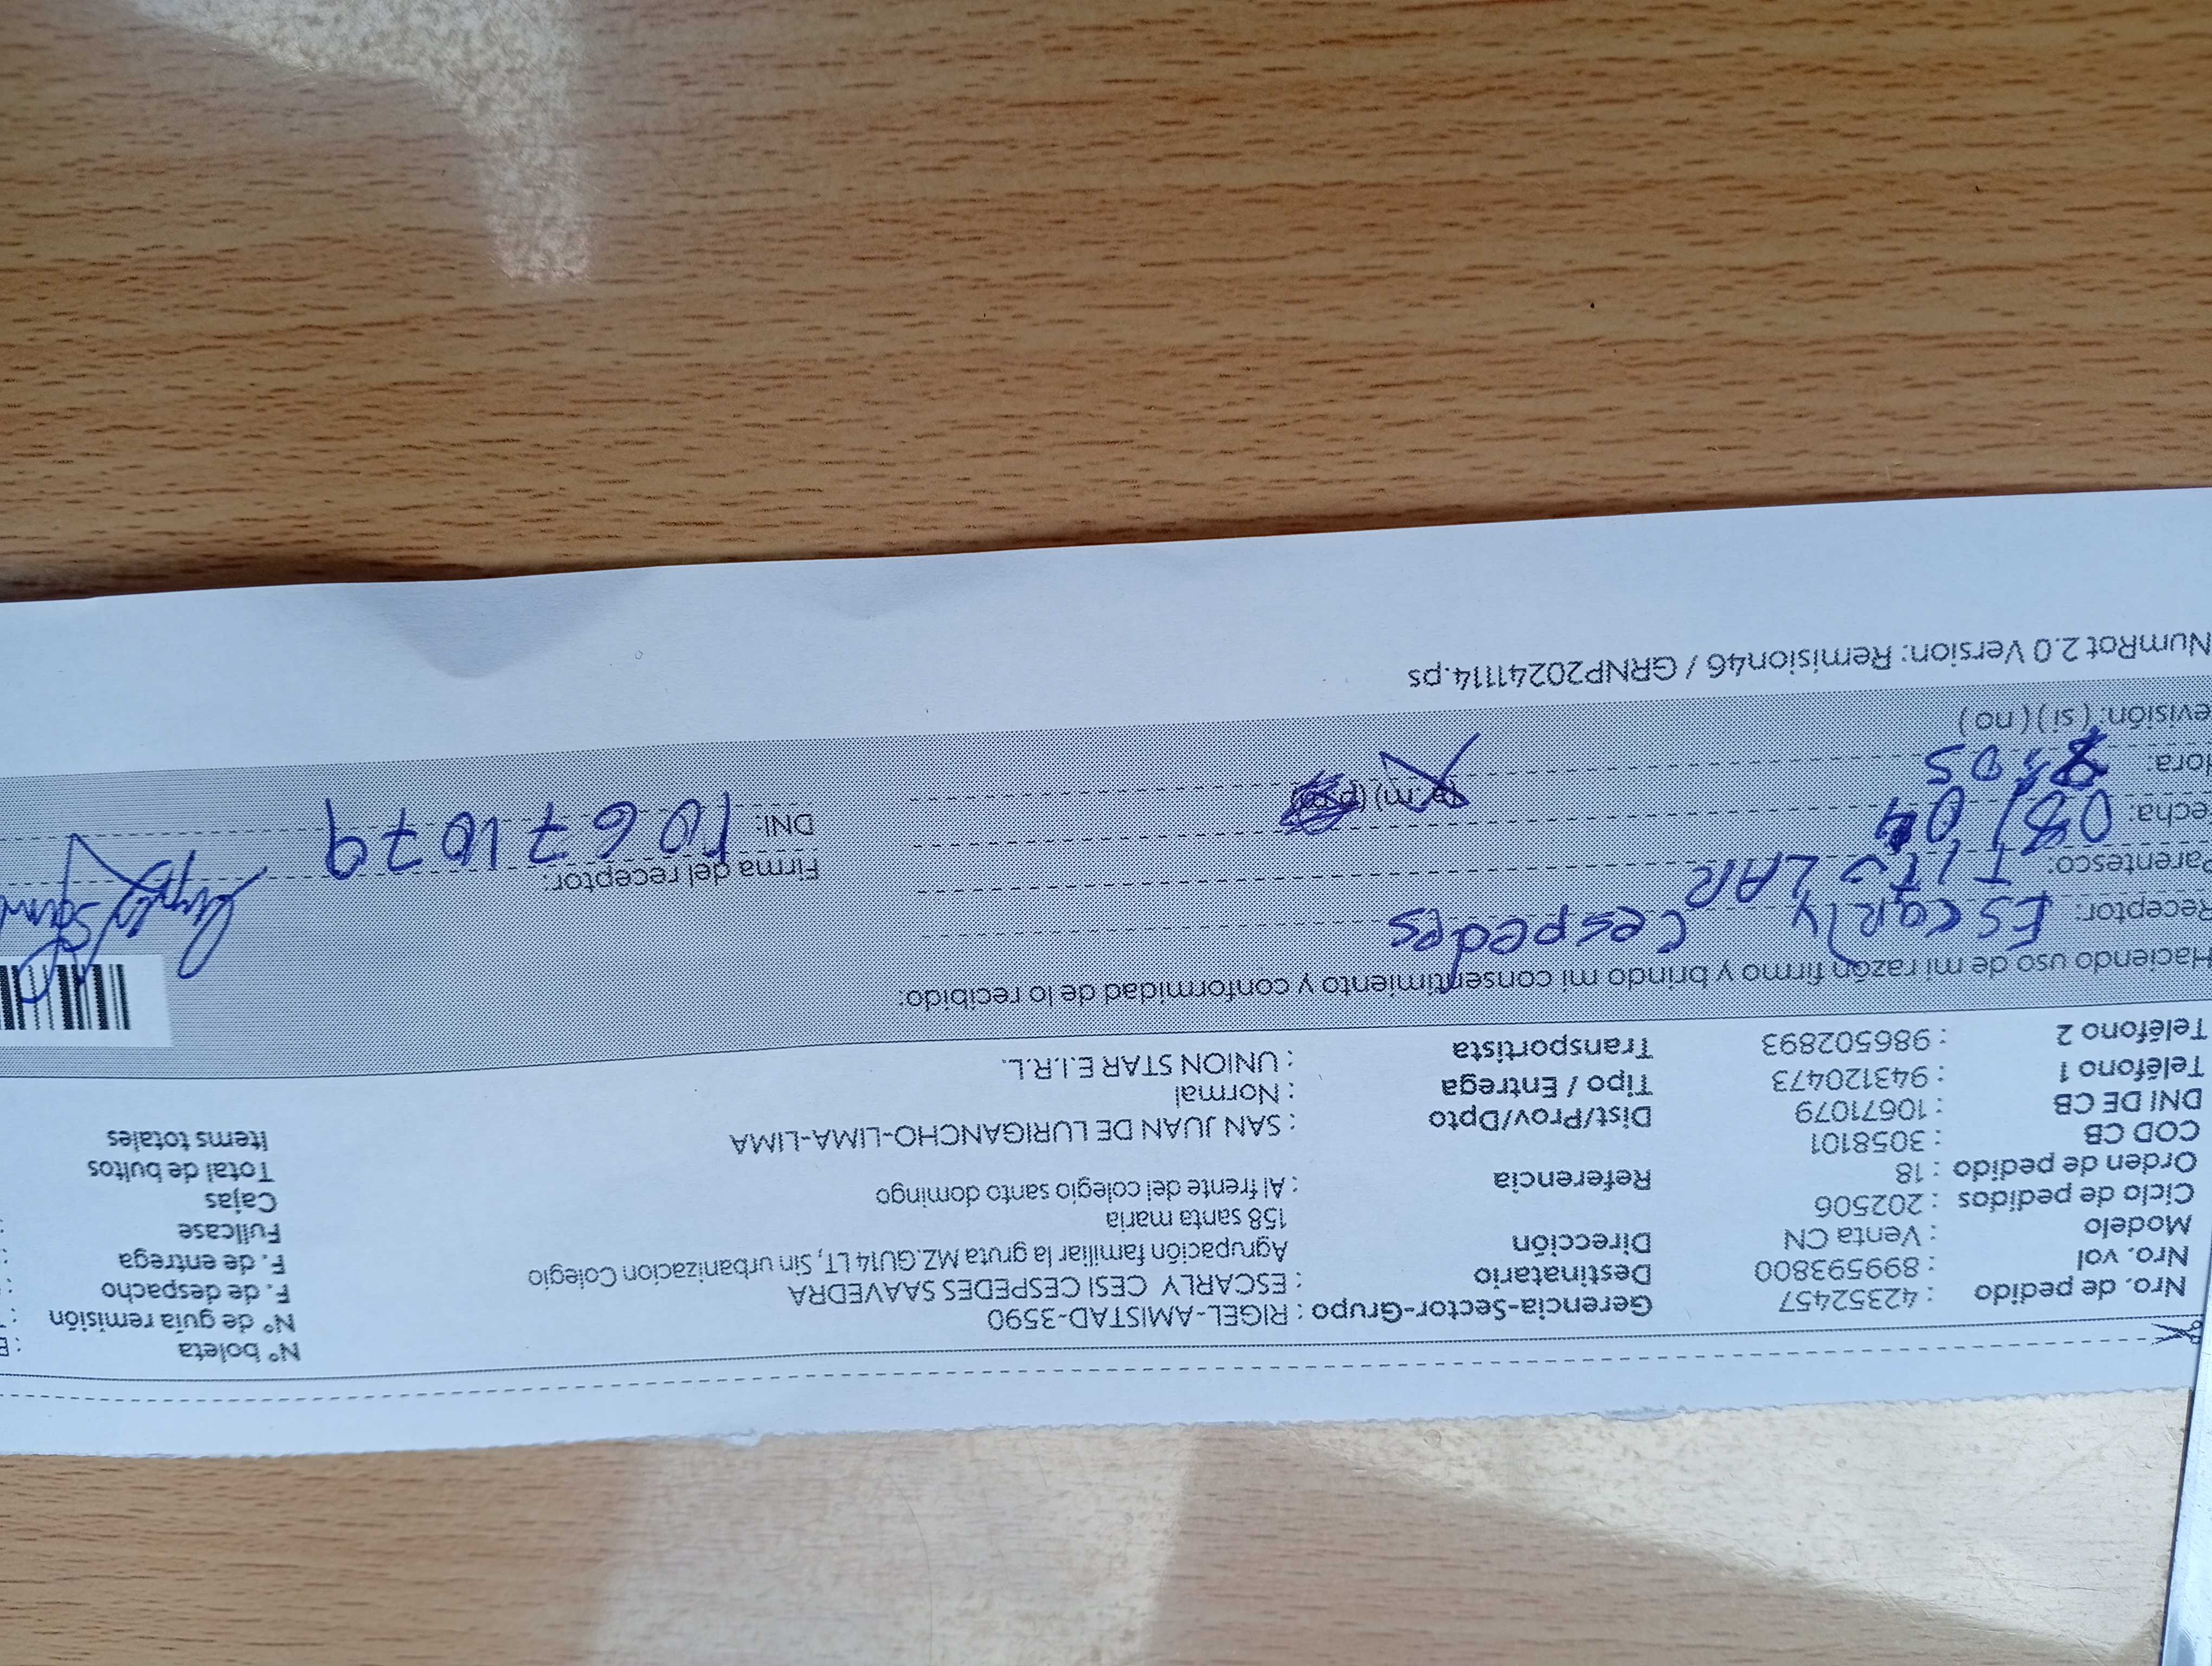 Nro. de pedido : 42352457 Gerencia-Sector-Grupo : RIGEL-AMISTAD-3590 N° boleta :
Nro. vol : 899593800 Destinatario : ESCARLY CESI CESPEDES SAAVEDRA N° de guía remisión :
Modelo : Venta CN Dirección Agrupación familiar la gruta MZ.GU14 LT, Sin urbanizacion Colegio F. de despacho :
158 santa maria F. de entrega :
Ciclo de pedidos : 202506 Fullcase :
Orden de pedido : 18 Referencia : Al frente del colegio santo domingo Cajas
COD CB : 3058101 Total de bultos
DNI DE CB : 10671079 Dist/Prov/Dpto : SAN JUAN DE LURIGANCHO-LIMA-LIMA Items totales
Teléfono 1 : 943120473 Tipo / Entrega : Normal
Teléfono 2 : 986502893 Transportista : UNION STAR E.I.R.L.
Haciendo uso de mi razón firmo y brindo mi consentimiento y conformidad de lo recibido:
Receptor: Escarly Cespedes
Parentesco: TITULAR Firma del receptor:
echa: 08/04 DNI: 10671079
lora: 8:05 (a.m)
evisión: (si) (no)
NumRot 2.0 Version: Remision46 / GRNP20241114.ps